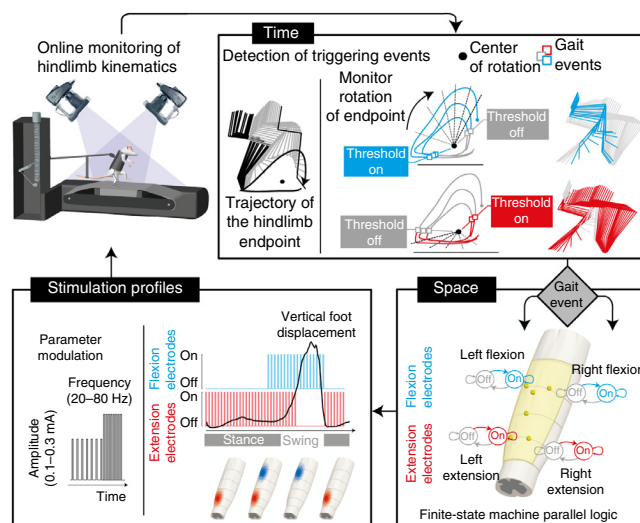 Online monitoring of
hindlimb kinematics
Time
Detection of triggering events
Center
of rotation
Gait
events
Monitor
rotation
of endpoint
Threshold
off
Threshold
on
Trajectory of
the hindlimb
endpoint
Threshold
off
Threshold
on
Stimulation profiles
Parameter
modulation
Frequency
(20–80 Hz)
Amplitude
(0.1–0.3 mA)
Time
Vertical foot
displacement
Flexion
electrodes
On
Off
Extension
electrodes
On
Off
Stance
Swing
Space
Gait
event
Left flexion
Right flexion
Flexion
electrodes
Off
On
Off
On
Extension
electrodes
Off
On
Off
On
Left
extension
Right
extension
Finite-state machine parallel logic